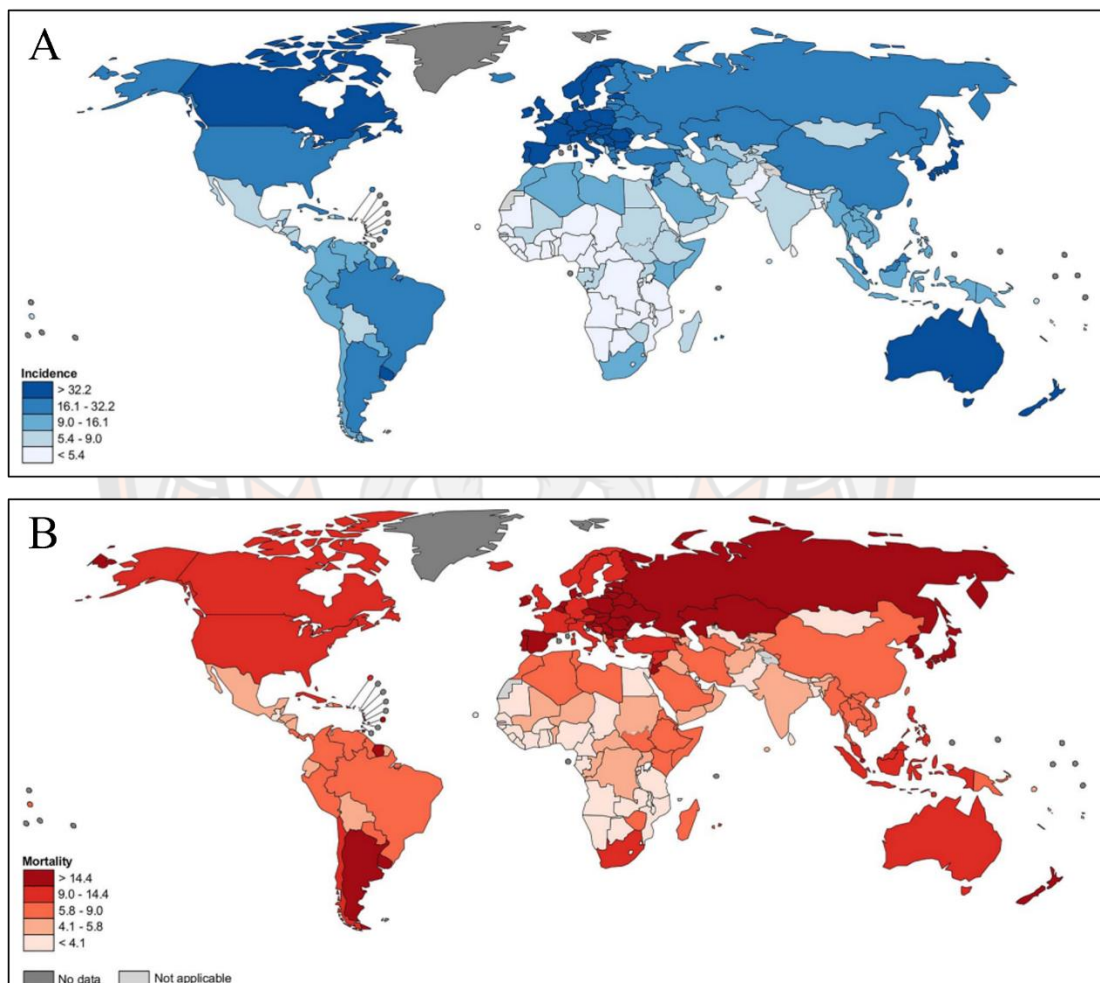 A
Incidence
> 32.2
16.1 - 32.2
9.0 - 16.1
5.4 - 9.0
< 5.4
B
Mortality
> 14.4
9.0 - 14.4
5.8 - 9.0
4.1 - 5.8
< 4.1
No data Not applicable